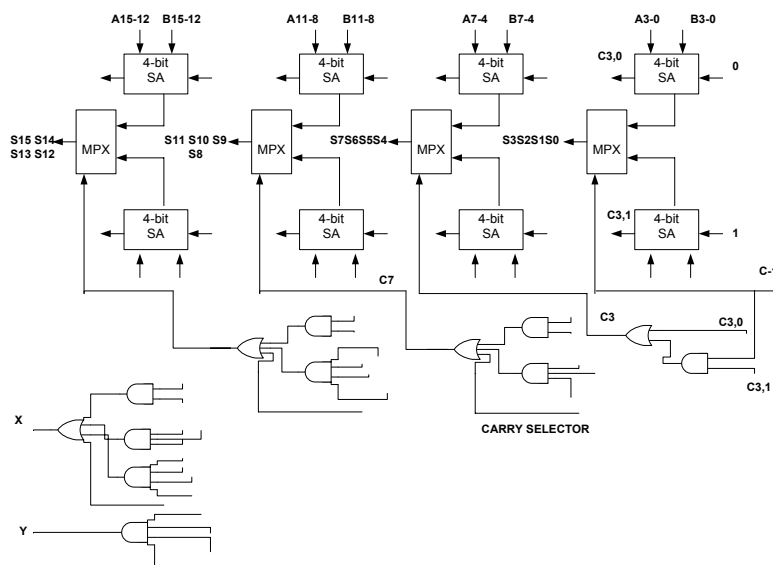 A15-12 B15-12 A11-8 B11-8 A7-4 B7-4 A3-0 B3-0
4-bit SA
4-bit SA
4-bit SA
C3,0
4-bit SA
0
S15 S14
S13 S12
MPX
S11 S10 S9
S8
MPX
S7S6S5S4
MPX
S3S2S1S0
MPX
4-bit SA
4-bit SA
4-bit SA
C3,1
4-bit SA
1
C7
C3
C3,0
C3,1
CARRY SELECTOR
X
Y